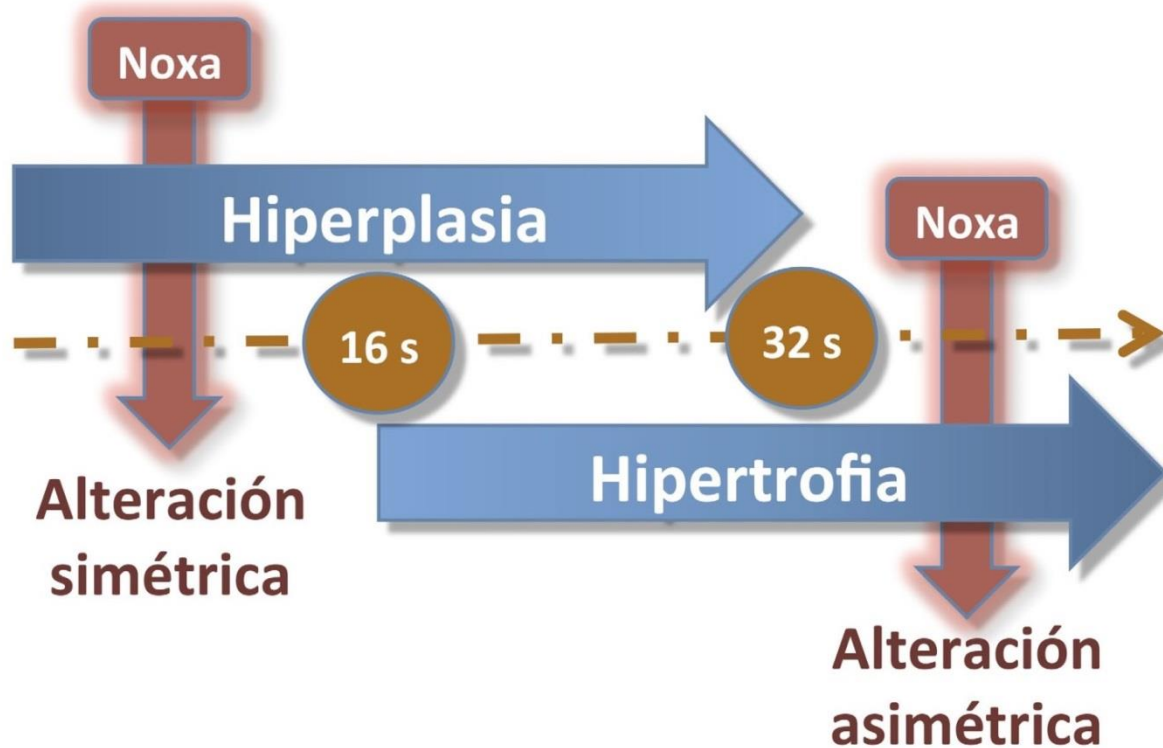 Noxa
Hiperplasia
Noxa
16 s
32 s
Hipertrofia
Alteración
simétrica
Alteración
asimétrica